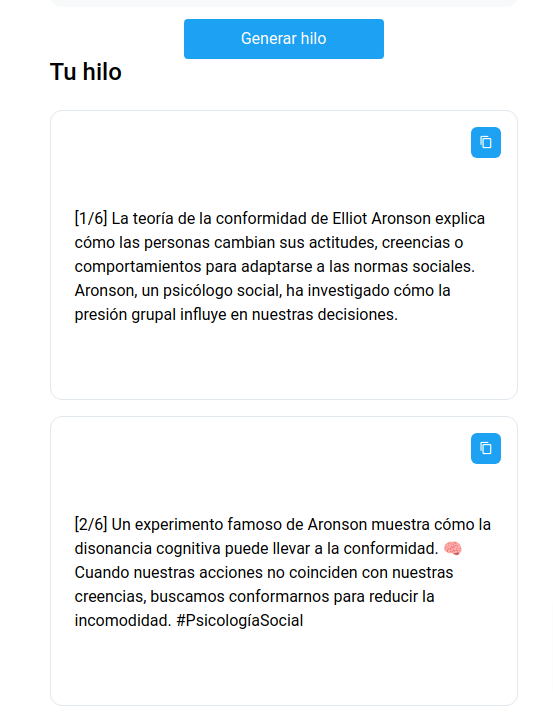 Generar hilo
Tu hilo
[1/6] La teoría de la conformidad de Elliot Aronson explica
cómo las personas cambian sus actitudes, creencias o
comportamientos para adaptarse a las normas sociales.
Aronson, un psicólogo social, ha investigado cómo la
presión grupal influye en nuestras decisiones.
[2/6] Un experimento famoso de Aronson muestra cómo la
disonancia cognitiva puede llevar a la conformidad. 🧠
Cuando nuestras acciones no coinciden con nuestras
creencias, buscamos conformarnos para reducir la
incomodidad. #PsicologíaSocial